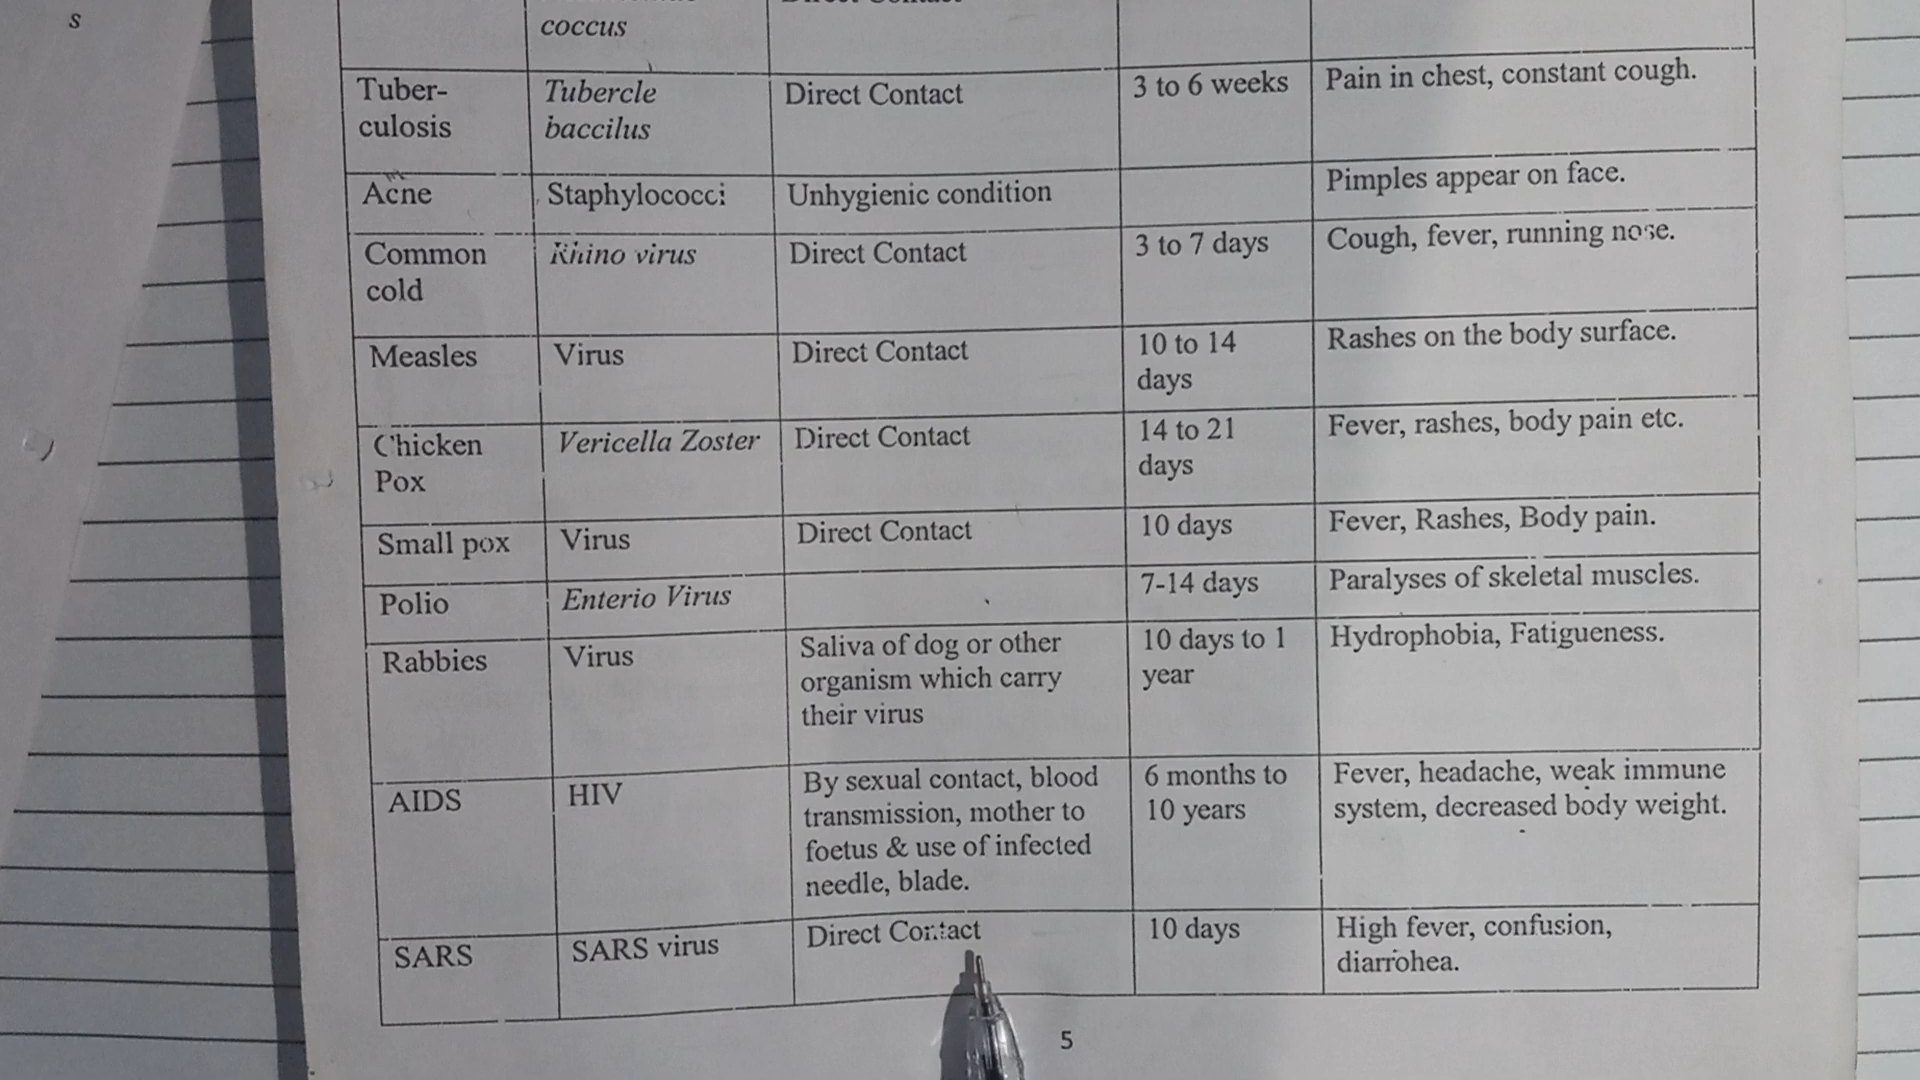 s
coccus
Tuber-
culosis
Tubercle
baccilus
Direct Contact
3 to 6 weeks
Pain in chest, constant cough.
Acne
Staphylococci
Unhygienic condition
Pimples appear on face.
Common
cold
Rhino virus
Direct Contact
3 to 7 days
Cough, fever, running nose.
Measles
Virus
Direct Contact
10 to 14
days
Rashes on the body surface.
Chicken
Pox
Vericella Zoster
Direct Contact
14 to 21
days
Fever, rashes, body pain etc.
Small pox
Virus
Direct Contact
10 days
Fever, Rashes, Body pain.
Polio
Enterio Virus
7-14 days
Paralyses of skeletal muscles.
Rabbies
Virus
Saliva of dog or other
organism which carry
their virus
10 days to 1
year
Hydrophobia, Fatigueness.
AIDS
HIV
By sexual contact, blood
transmission, mother to
foetus & use of infected
needle, blade.
6 months to
10 years
Fever, headache, weak immune
system, decreased body weight.
SARS
SARS virus
Direct Contact
10 days
High fever, confusion,
diarrohea.
5